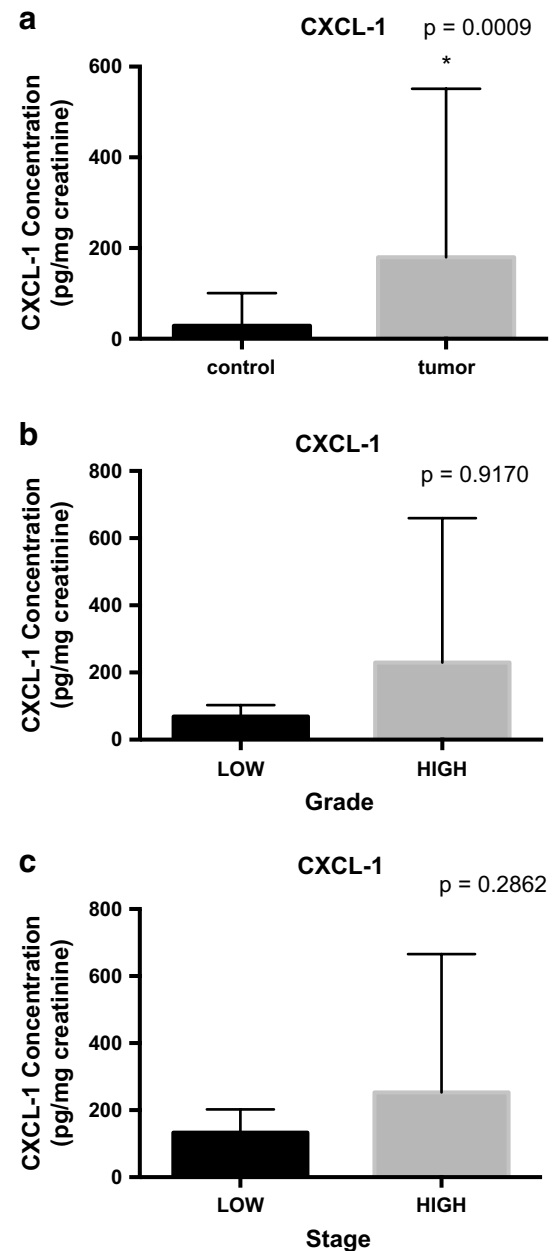 a
CXCL-1 p = 0.0009
*
CXCL-1 Concentration
(pg/mg creatinine)
600
400
200
0
control tumor
b
CXCL-1
p = 0.9170
CXCL-1 Concentration
(pg/mg creatinine)
800
600
400
200
0
LOW HIGH
Grade
c
CXCL-1
p = 0.2862
CXCL-1 Concentration
(pg/mg creatinine)
800
600
400
200
0
LOW HIGH
Stage